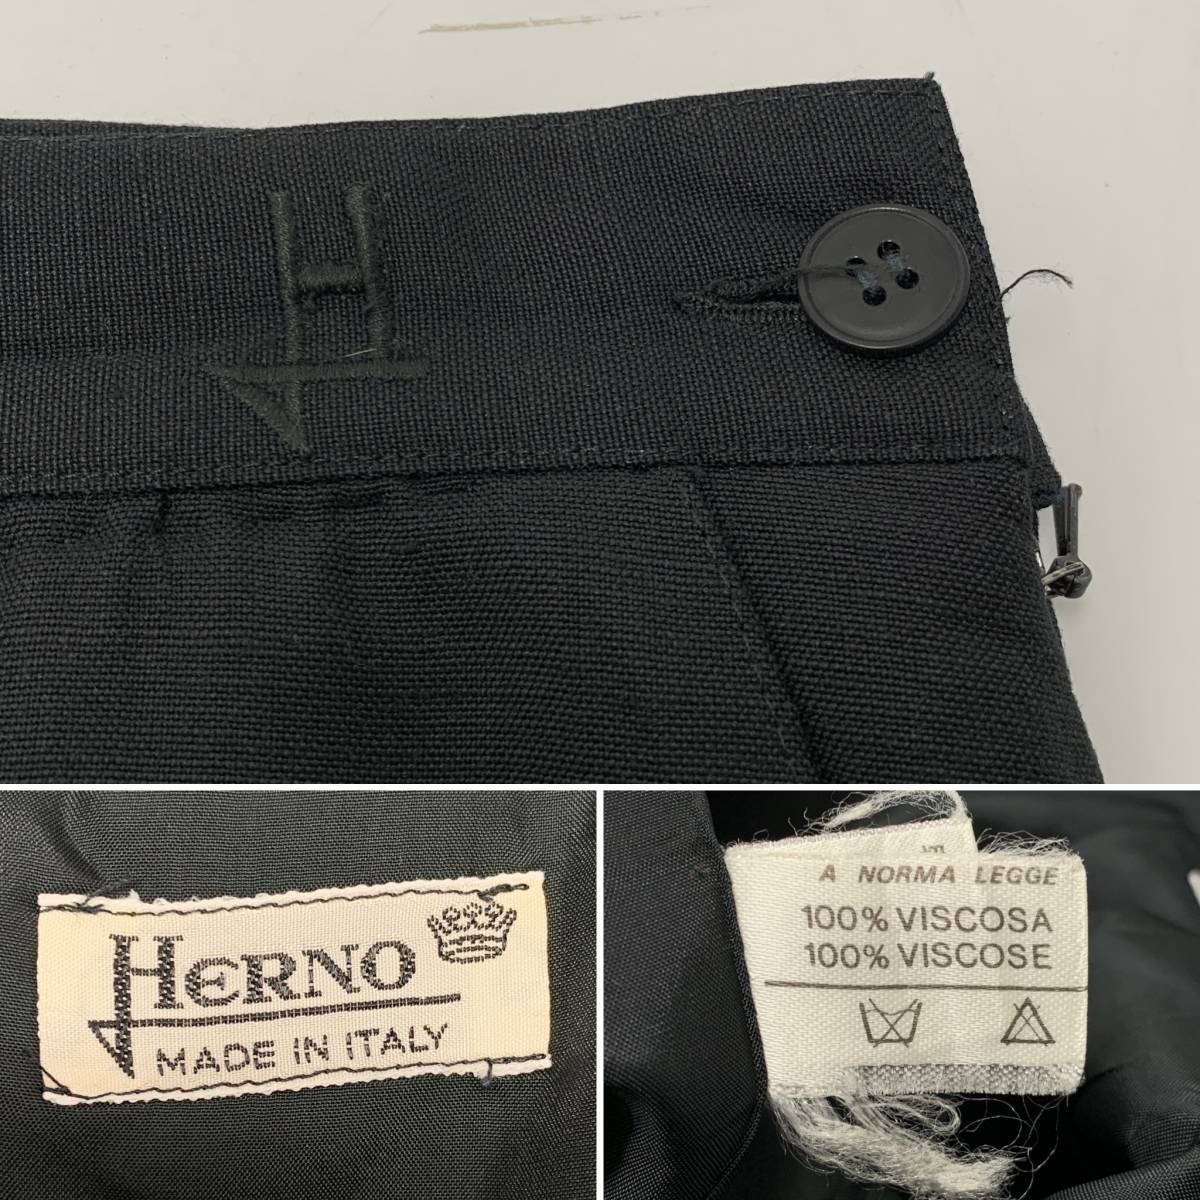 H
HERNO
MADE IN ITALY
A NORMA LEGGE
100% VISCOSA
100% VISCOSE